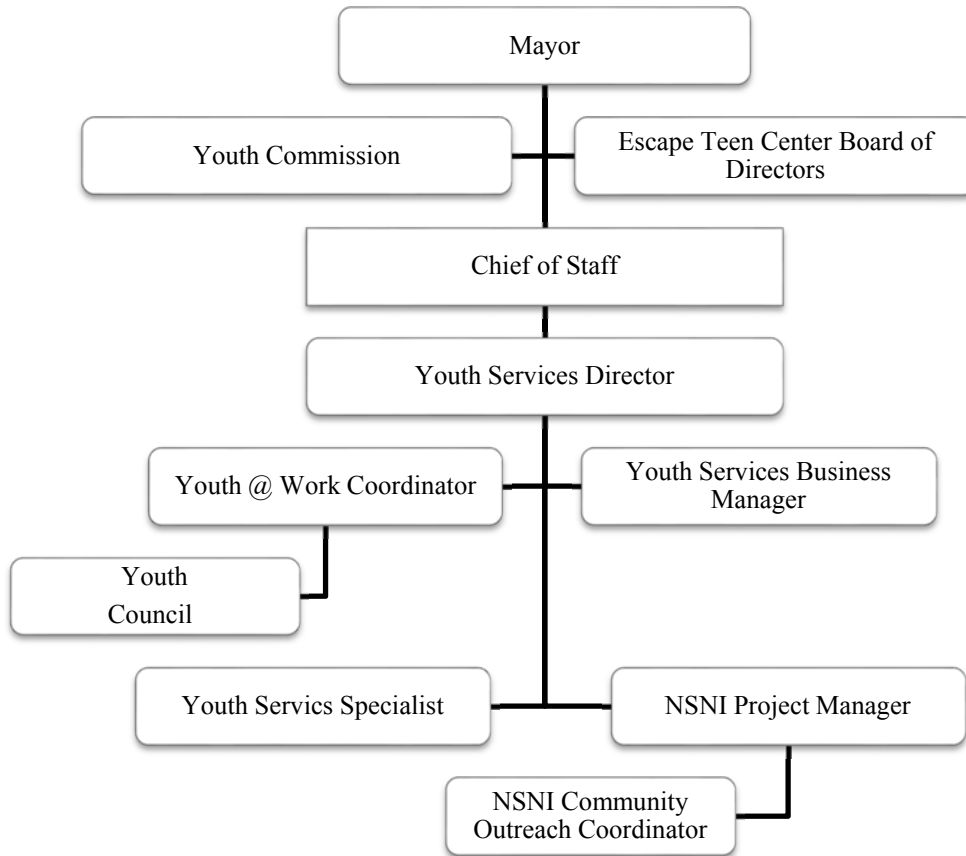 Mayor
Youth Commission
Escape Teen Center Board of
Directors
Chief of Staff
Youth Services Director
Youth @ Work Coordinator
Youth Services Business
Manager
Youth
Council
Youth Servics Specialist
NSNI Project Manager
NSNI Community
Outreach Coordinator